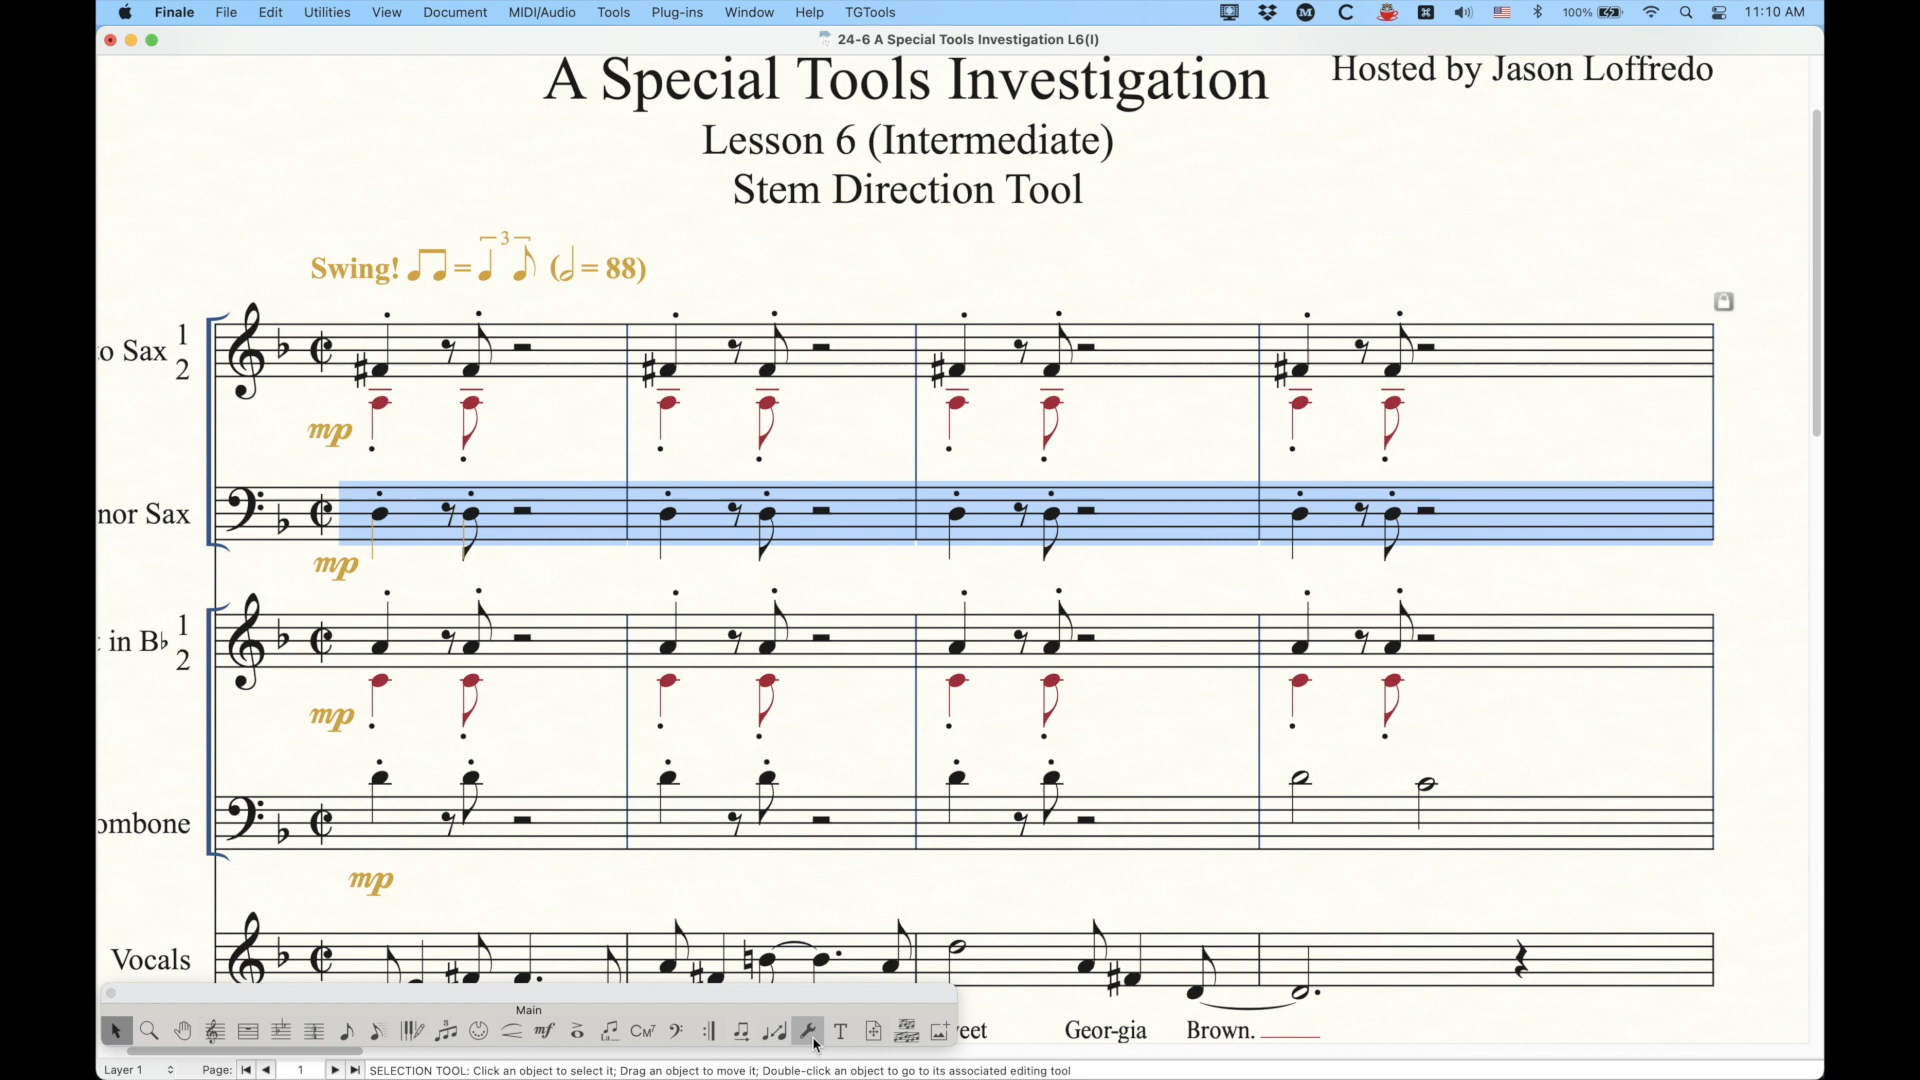 Finale File Edit Utilities View Document MIDI/Audio Tools Plug-ins Window Help TGTools 100% 11:10 AM
24-6 A Special Tools Investigation L6(I)
A Special Tools Investigation
Hosted by Jason Loffredo
Lesson 6 (Intermediate)
Stem Direction Tool
3
Swing! = ( = 88)
to Sax 1
2
mp
nor Sax
mp
t in B♭ 1
2
mp
ombone
mp
Vocals
Main
mf CM7 T
eet Geor-gia Brown.
Layer 1 Page: 1 SELECTION TOOL: Click an object to select it; Drag an object to move it; Double-click an object to go to its associated editing tool